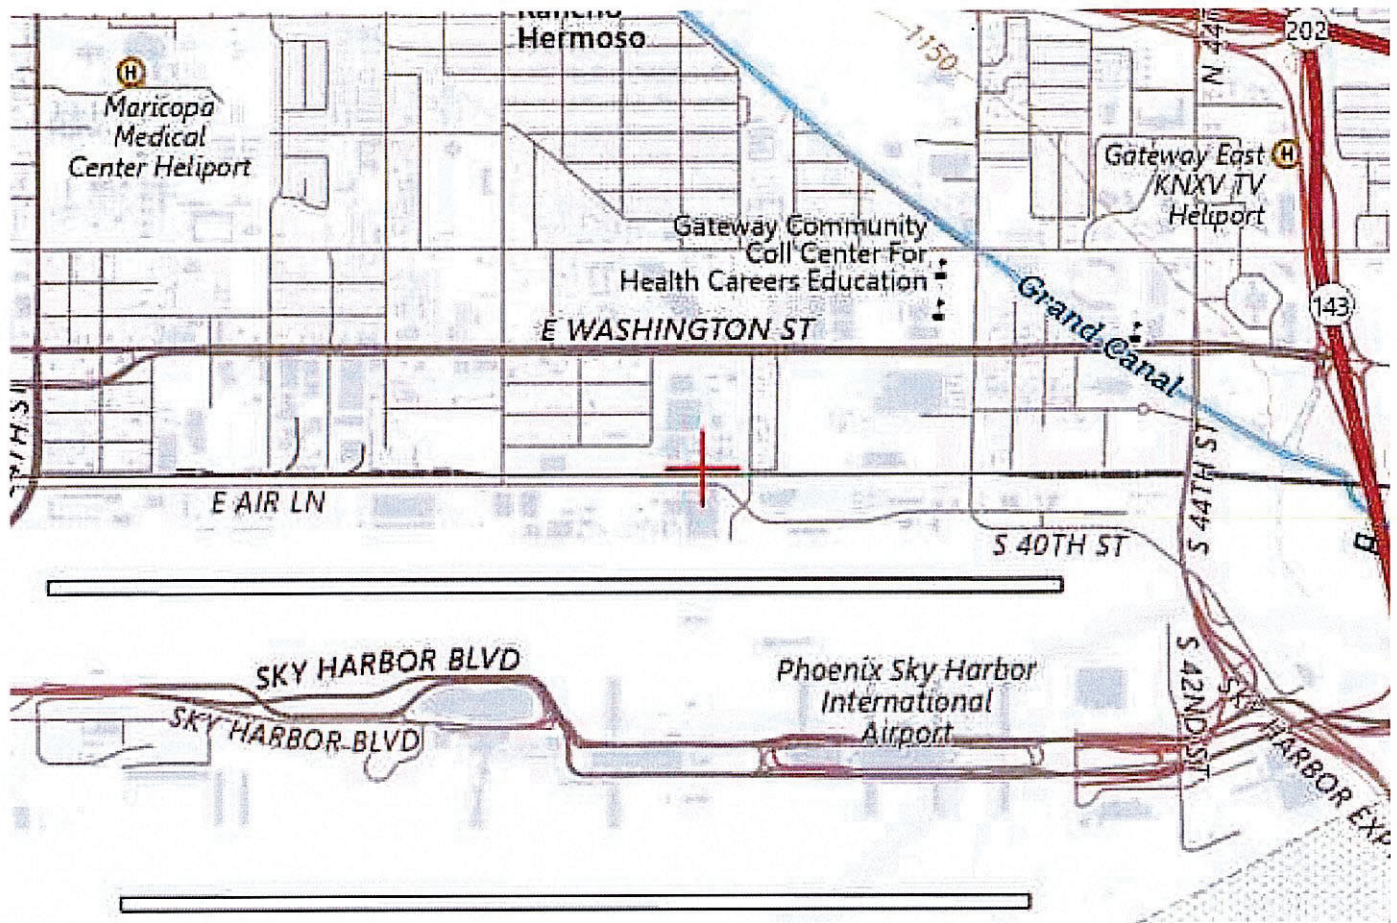 Rancho
Hermoso
1150
N 44
202
H
Maricopa
Medical
Center Heliport
Gateway East H
KNXV TV
Heliport
Gateway Community
Coll Center For
Health Careers Education
Grand Canal
143
E WASHINGTON ST
E AIR LN
S 44TH ST
S 40TH ST
SKY HARBOR BLVD
SKY HARBOR BLVD
Phoenix Sky Harbor
International
Airport
S 42ND ST
SKY HARBOR EXP